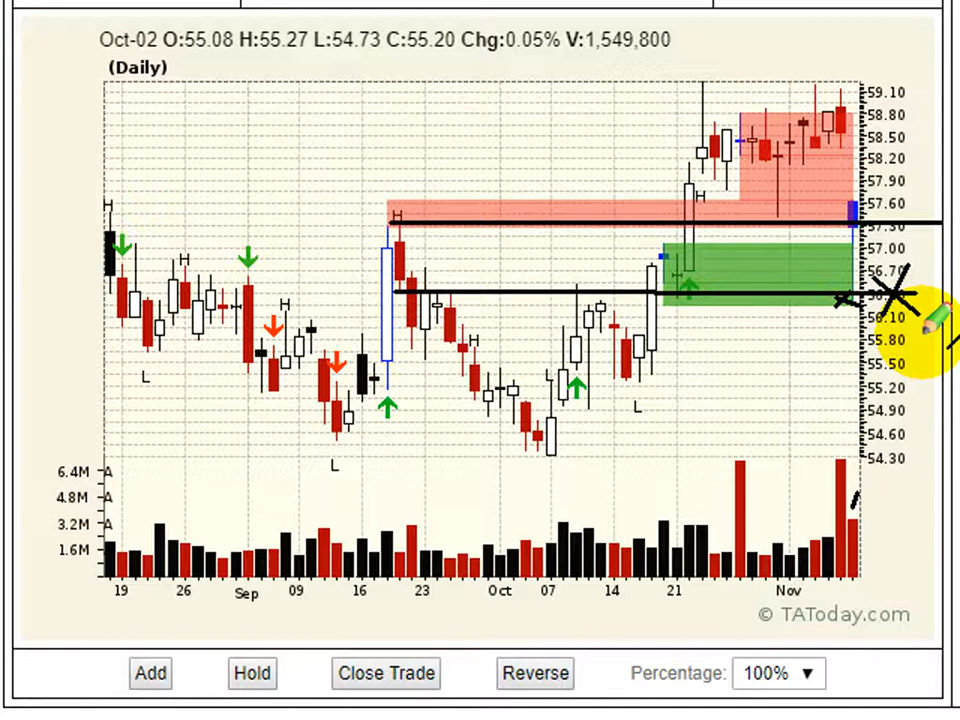 Oct-02 O:55.08 H:55.27 L:54.73 C:55.20 Chg:0.05% V:1,549,800
(Daily)
59.10
58.80
58.50
58.20
57.90
57.60
57.30
57.00
56.70
56.10
55.80
55.50
55.20
54.90
54.60
54.30
H
H
H
H
H
H
L
L
L
L
6.4M A
4.8M A
3.2M A
1.6M
19 26 Sep 09 16 23 Oct 07 14 21 Nov
© TAToday.com
Add Hold Close Trade Reverse Percentage: 100% ▼